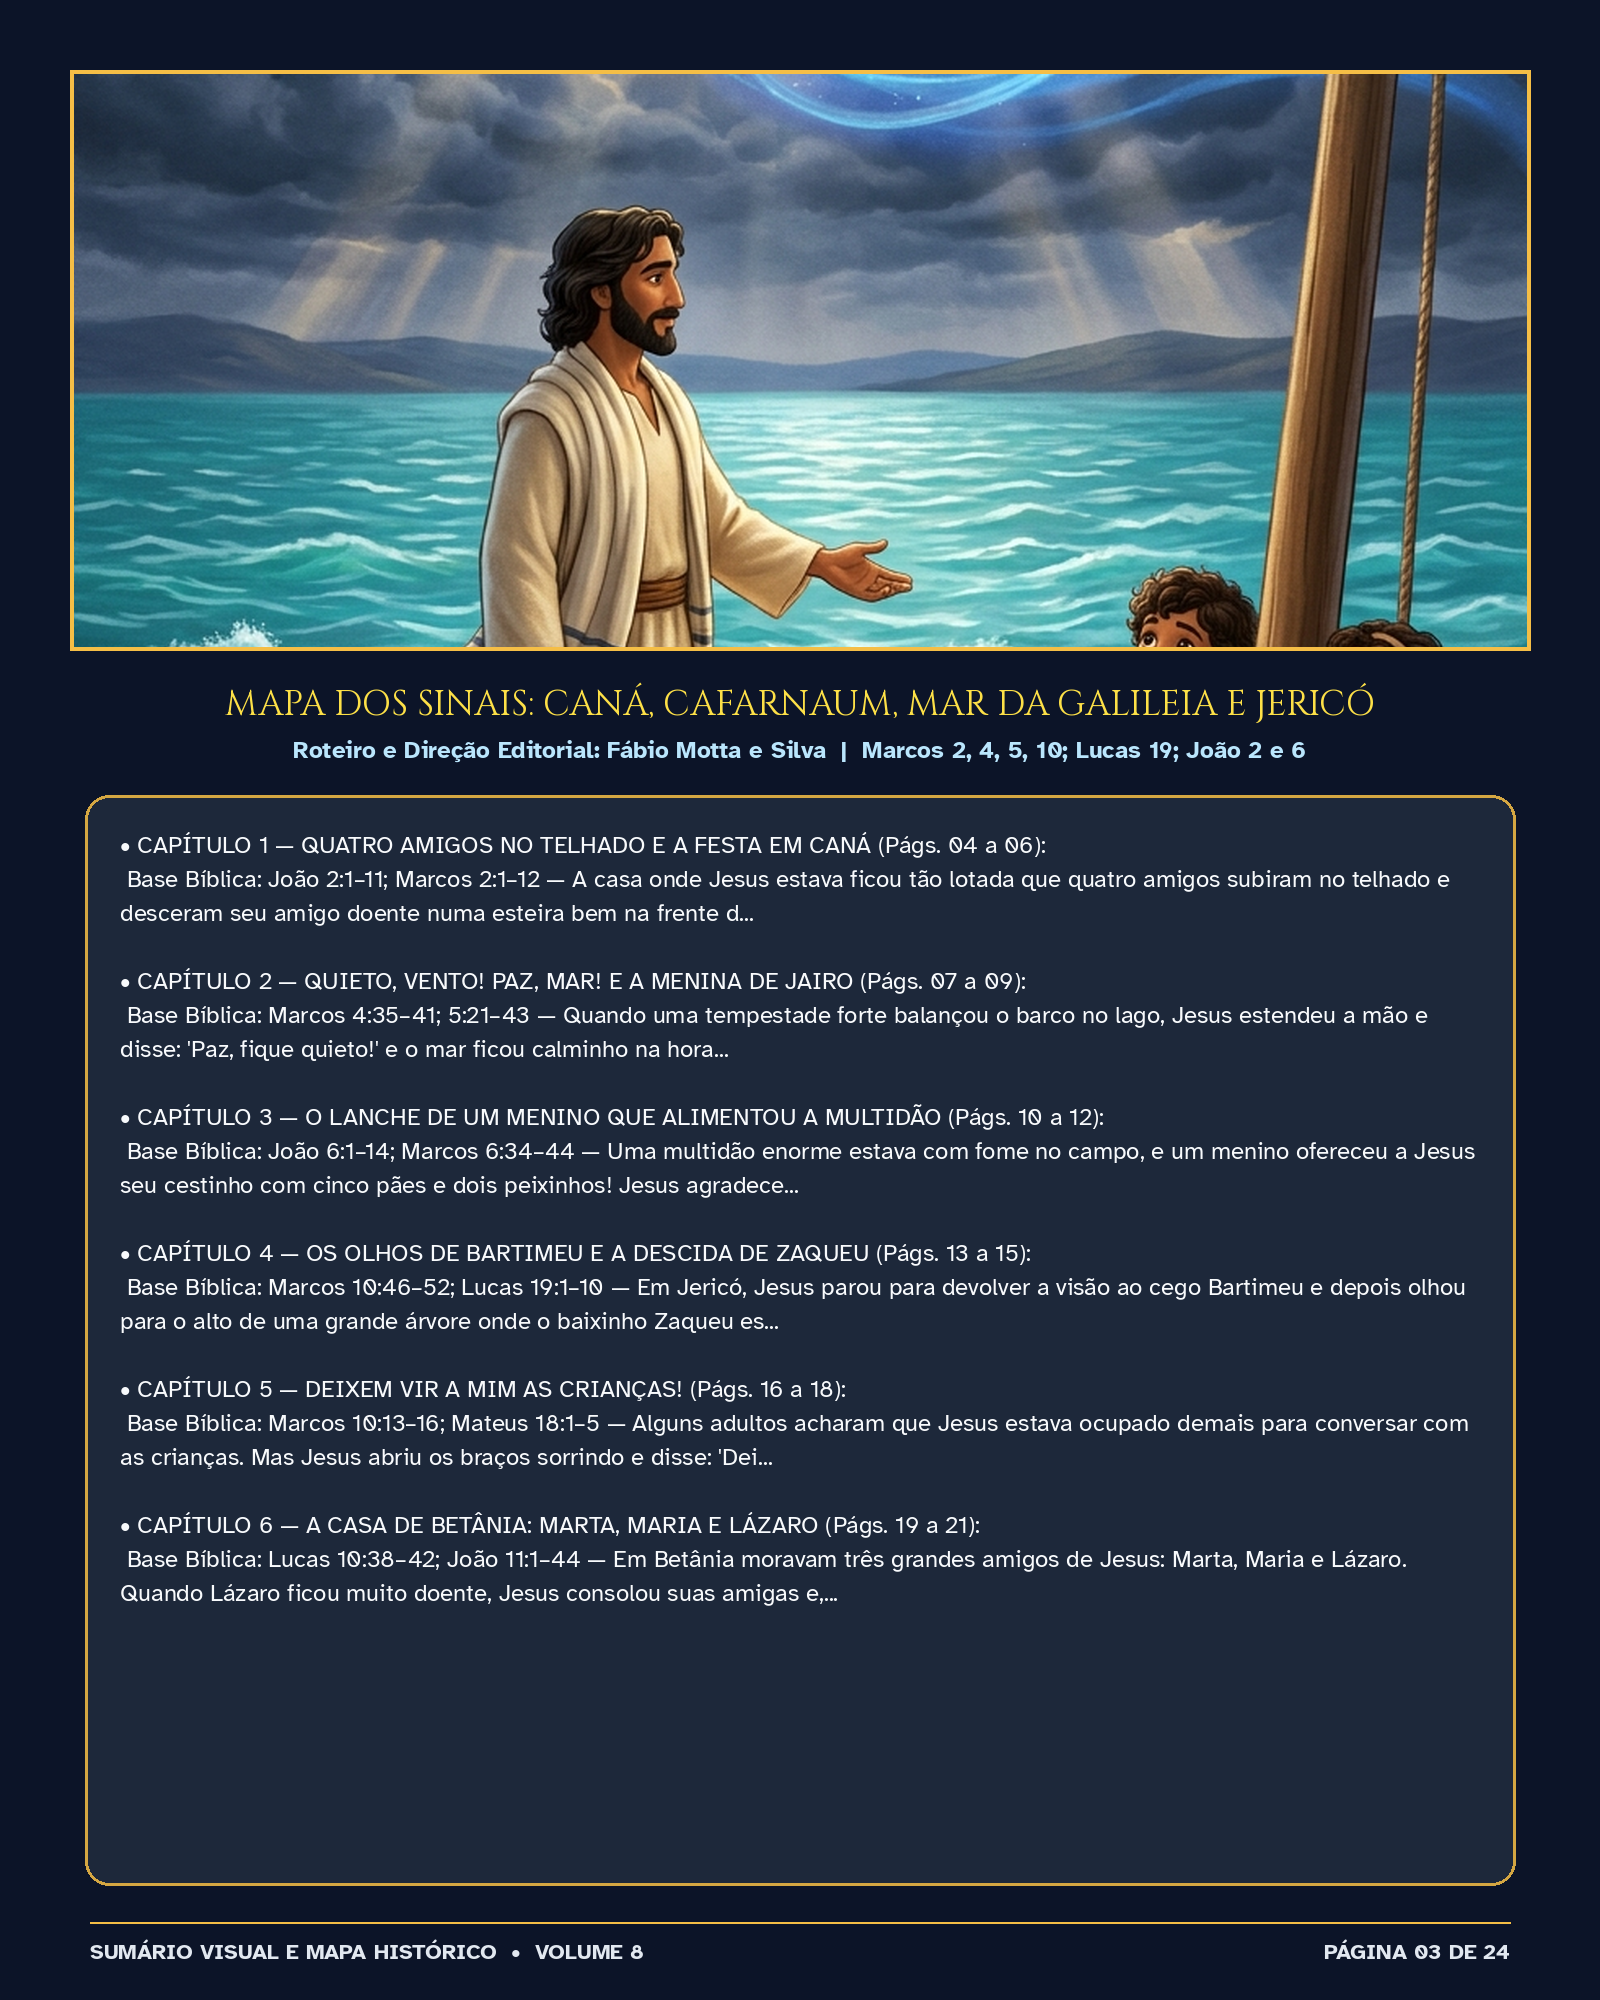 MAPA DOS SINAIS: CANÁ, CAFARNAUM, MAR DA GALILEIA E JERICÓ
Roteiro e Direção Editorial: Fábio Motta e Silva | Marcos 2, 4, 5, 10; Lucas 19; João 2 e 6
• CAPÍTULO 1 — QUATRO AMIGOS NO TELHADO E A FESTA EM CANÁ (Págs. 04 a 06):
Base Bíblica: João 2:1–11; Marcos 2:1–12 — A casa onde Jesus estava ficou tão lotada que quatro amigos subiram no telhado e
desceram seu amigo doente numa esteira bem na frente d...
• CAPÍTULO 2 — QUIETO, VENTO! PAZ, MAR! E A MENINA DE JAIRO (Págs. 07 a 09):
Base Bíblica: Marcos 4:35–41; 5:21–43 — Quando uma tempestade forte balançou o barco no lago, Jesus estendeu a mão e
disse: 'Paz, fique quieto!' e o mar ficou calminho na hora...
• CAPÍTULO 3 — O LANCHE DE UM MENINO QUE ALIMENTOU A MULTIDÃO (Págs. 10 a 12):
Base Bíblica: João 6:1–14; Marcos 6:34–44 — Uma multidão enorme estava com fome no campo, e um menino ofereceu a Jesus
seu cestinho com cinco pães e dois peixinhos! Jesus agradece...
• CAPÍTULO 4 — OS OLHOS DE BARTIMEU E A DESCIDA DE ZAQUEU (Págs. 13 a 15):
Base Bíblica: Marcos 10:46–52; Lucas 19:1–10 — Em Jericó, Jesus parou para devolver a visão ao cego Bartimeu e depois olhou
para o alto de uma grande árvore onde o baixinho Zaqueu es...
• CAPÍTULO 5 — DEIXEM VIR A MIM AS CRIANÇAS! (Págs. 16 a 18):
Base Bíblica: Marcos 10:13–16; Mateus 18:1–5 — Alguns adultos acharam que Jesus estava ocupado demais para conversar com
as crianças. Mas Jesus abriu os braços sorrindo e disse: 'Dei...
• CAPÍTULO 6 — A CASA DE BETÂNIA: MARTA, MARIA E LÁZARO (Págs. 19 a 21):
Base Bíblica: Lucas 10:38–42; João 11:1–44 — Em Betânia moravam três grandes amigos de Jesus: Marta, Maria e Lázaro.
Quando Lázaro ficou muito doente, Jesus consolou suas amigas e,...
SUMÁRIO VISUAL E MAPA HISTÓRICO • VOLUME 8
PÁGINA 03 DE 24